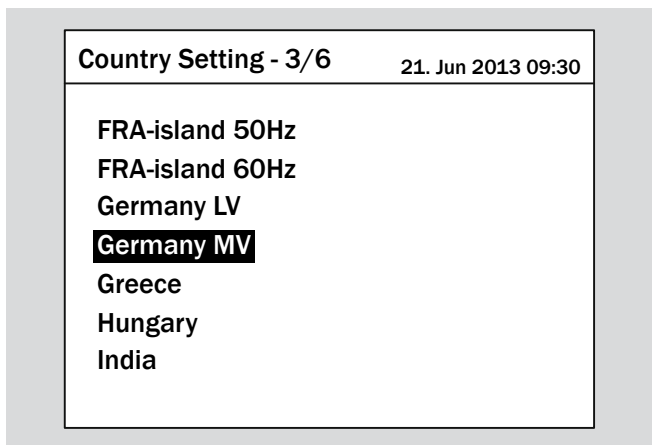 Country Setting - 3/6 21. Jun 2013 09:30
FRA-island 50Hz
FRA-island 60Hz
Germany LV
Germany MV
Greece
Hungary
India